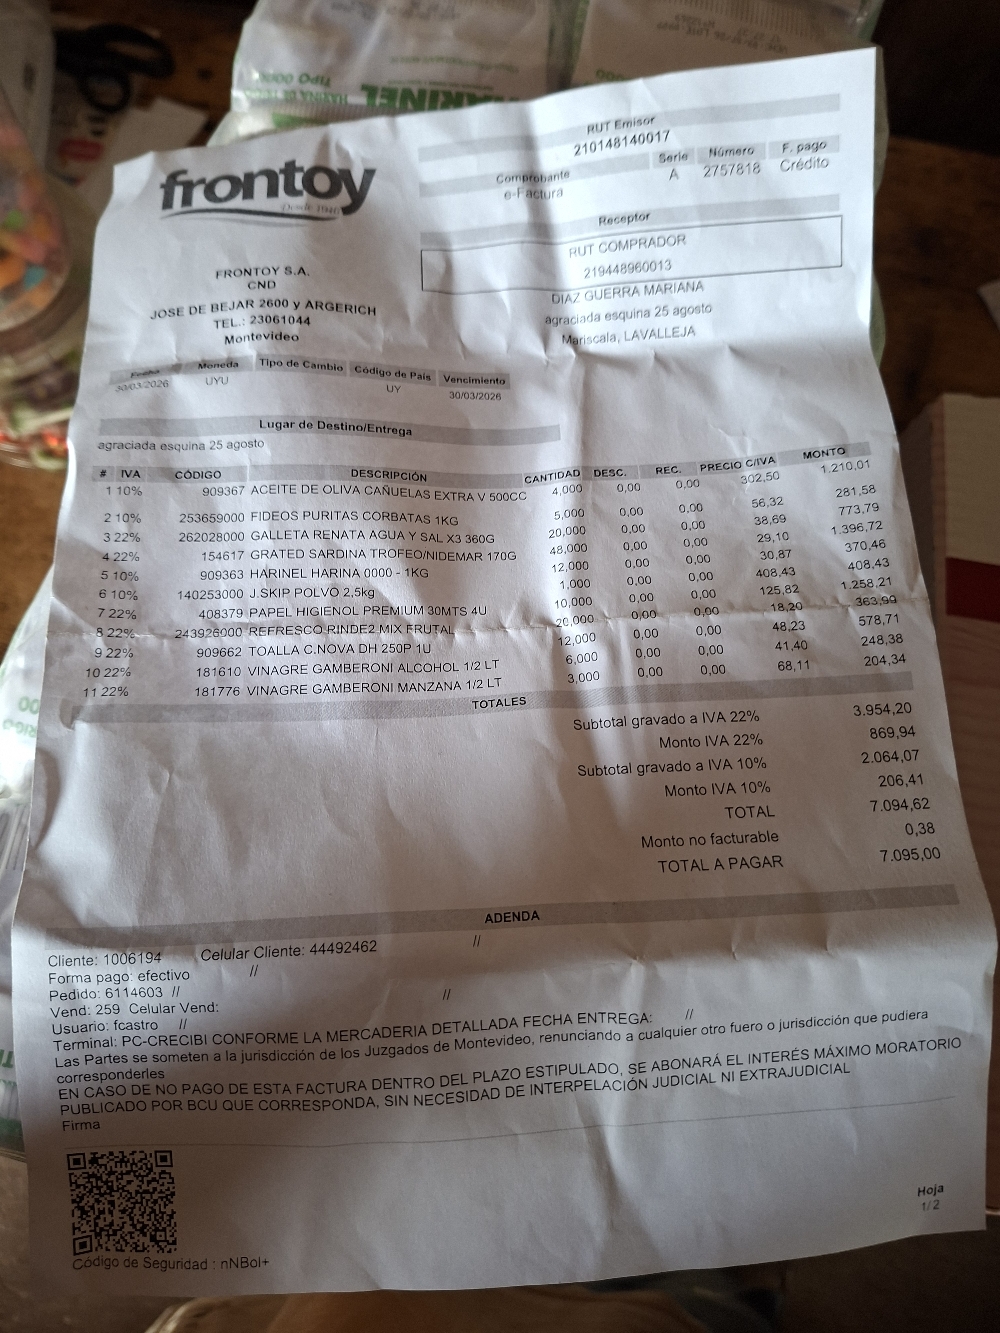 frontoy
Desde 1940
RUT Emisor
210148140017
Comprobante Serie Número F. pago
e-Factura A 2757818 Crédito
Receptor
RUT COMPRADOR
219448960013
DIAZ GUERRA MARIANA
agraciada esquina 25 agosto
Mariscala, LAVALLEJA
FRONTOY S.A.
CND
JOSE DE BEJAR 2600 y ARGERICH
TEL.: 23061044
Montevideo
Fecha Moneda Tipo de Cambio Código de País Vencimiento
30/03/2026 UYU UY 30/03/2026
Lugar de Destino/Entrega
agraciada esquina 25 agosto
# IVA CÓDIGO DESCRIPCIÓN CANTIDAD DESC. REC. PRECIO C/IVA MONTO
1 10% 909367 ACEITE DE OLIVA CAÑUELAS EXTRA V 500CC 4,000 0,00 0,00 302,50 1.210,01
2 10% 253659000 FIDEOS PURITAS CORBATAS 1KG 5,000 0,00 0,00 56,32 281,58
3 22% 262028000 GALLETA RENATA AGUA Y SAL X3 360G 20,000 0,00 0,00 38,69 773,79
4 22% 154617 GRATED SARDINA TROFEO/NIDEMAR 170G 48,000 0,00 0,00 29,10 1.396,72
5 10% 909363 HARINEL HARINA 0000 - 1KG 12,000 0,00 0,00 30,87 370,46
6 10% 140253000 J.SKIP POLVO 2,5kg 1,000 0,00 0,00 408,43 408,43
7 22% 408379 PAPEL HIGIENOL PREMIUM 30MTS 4U 10,000 0,00 0,00 125,82 1.258,21
8 22% 243926000 REFRESCO RINDE2 MIX FRUTAL 20,000 0,00 0,00 18,20 363,99
9 22% 909662 TOALLA C.NOVA DH 250P 1U 12,000 0,00 0,00 48,23 578,71
10 22% 181610 VINAGRE GAMBERONI ALCOHOL 1/2 LT 6,000 0,00 0,00 41,40 248,38
11 22% 181776 VINAGRE GAMBERONI MANZANA 1/2 LT 3,000 0,00 0,00 68,11 204,34
TOTALES
Subtotal gravado a IVA 22% 3.954,20
Monto IVA 22% 869,94
Subtotal gravado a IVA 10% 2.064,07
Monto IVA 10% 206,41
TOTAL 7.094,62
Monto no facturable 0,38
TOTAL A PAGAR 7.095,00
ADENDA
Cliente: 1006194 Celular Cliente: 44492462 //
Forma pago: efectivo //
Pedido: 6114603 //
Vend: 259 Celular Vend: //
Usuario: fcastro //
Terminal: PC-CRECIBI CONFORME LA MERCADERIA DETALLADA FECHA ENTREGA: //
Las Partes se someten a la jurisdicción de los Juzgados de Montevideo, renunciando a cualquier otro fuero o jurisdicción que pudiera
corresponderles
EN CASO DE NO PAGO DE ESTA FACTURA DENTRO DEL PLAZO ESTIPULADO, SE ABONARÁ EL INTERÉS MÁXIMO MORATORIO
PUBLICADO POR BCU QUE CORRESPONDA, SIN NECESIDAD DE INTERPELACIÓN JUDICIAL NI EXTRAJUDICIAL
Firma
Código de Seguridad : nNBol+
Hoja
1/2
HARINEL
TIPO 0000